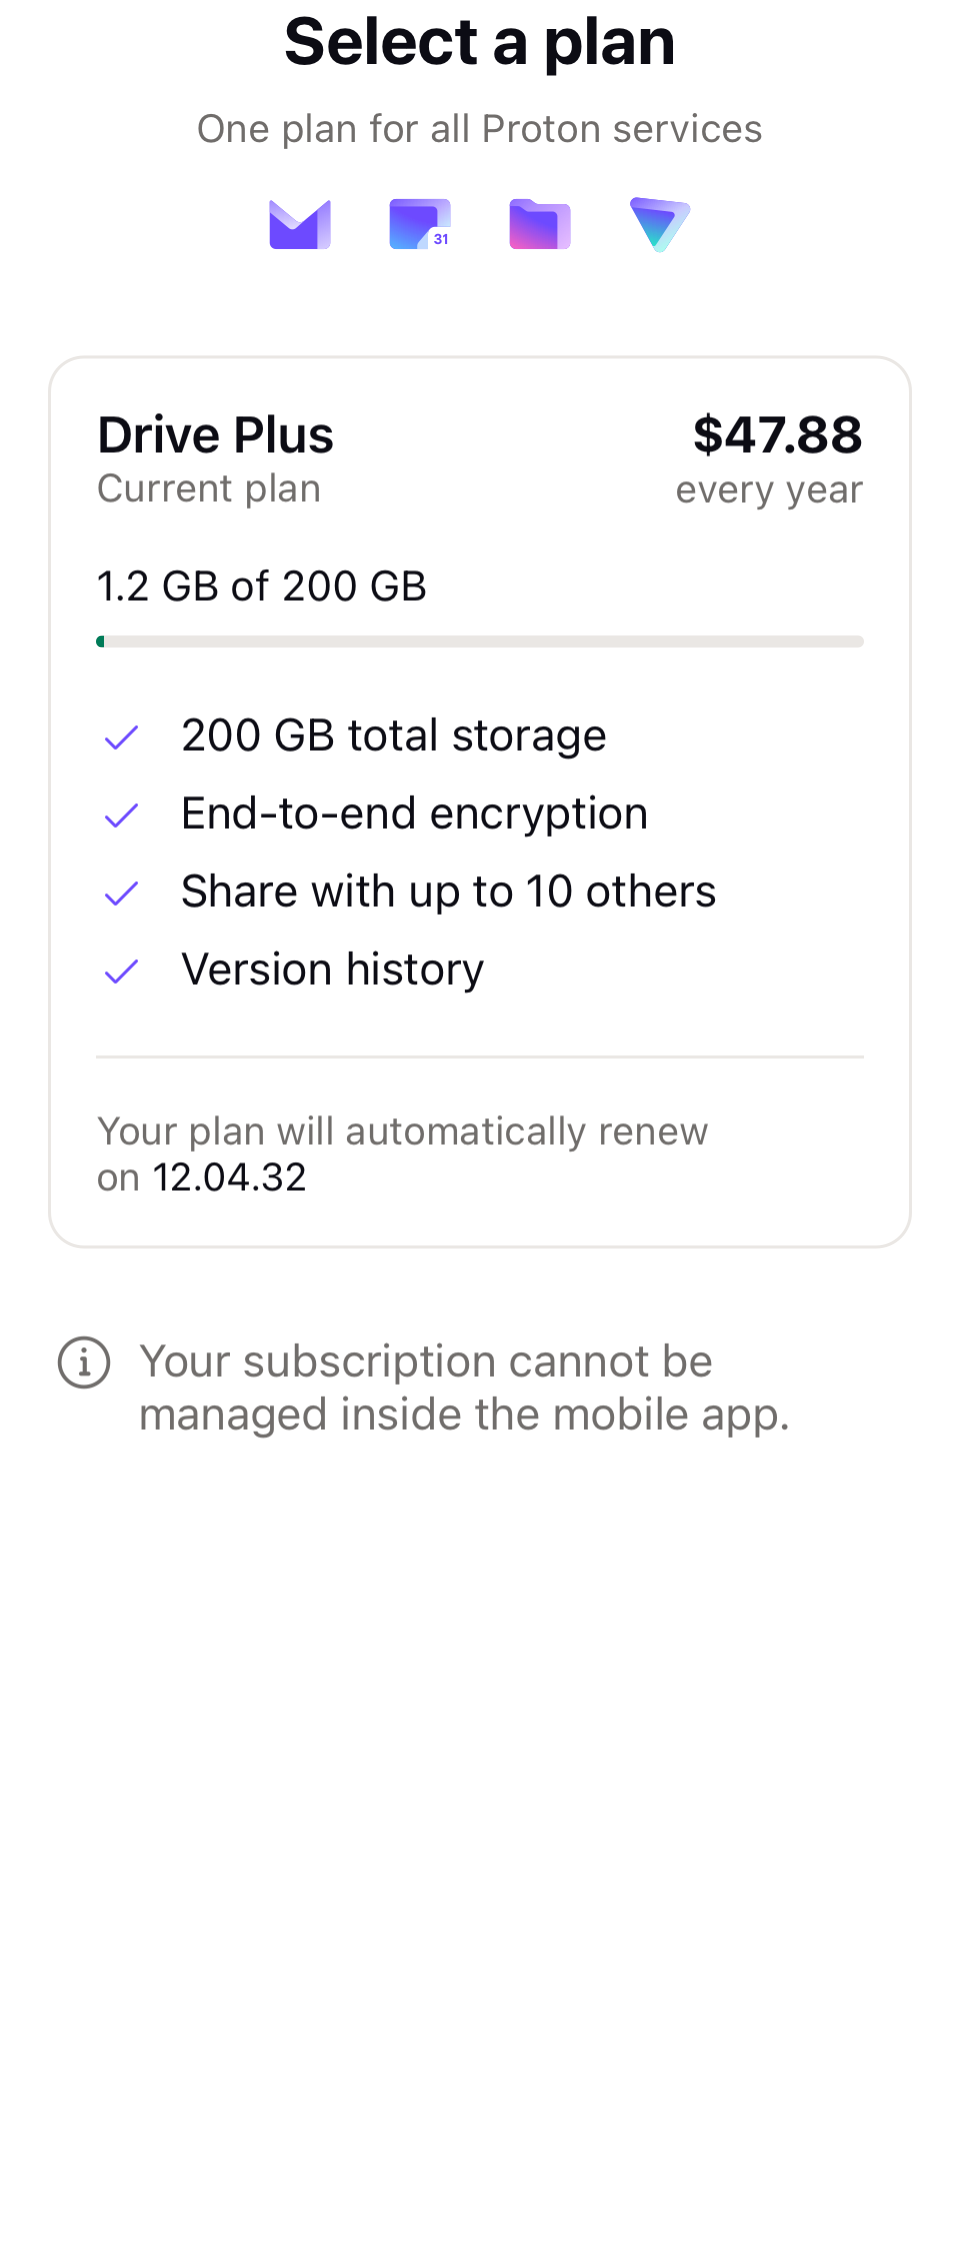 Select a plan
One plan for all Proton services
31
Drive Plus
$47.88
Current plan
every year
1.2 GB of 200 GB
200 GB total storage
End-to-end encryption
Share with up to 10 others
Version history
Your plan will automatically renew
on 12.04.32
Your subscription cannot be
managed inside the mobile app.